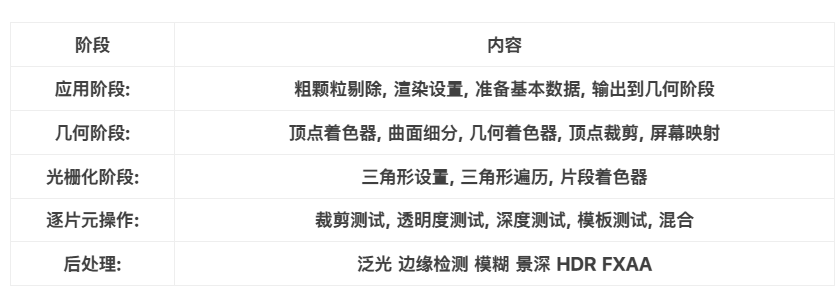 阶段 内容
应用阶段: 粗颗粒剔除, 渲染设置, 准备基本数据, 输出到几何阶段
几何阶段: 顶点着色器, 曲面细分, 几何着色器, 顶点裁剪, 屏幕映射
光栅化阶段: 三角形设置, 三角形遍历, 片段着色器
逐片元操作: 裁剪测试, 透明度测试, 深度测试, 模板测试, 混合
后处理: 泛光 边缘检测 模糊 景深 HDR FXAA